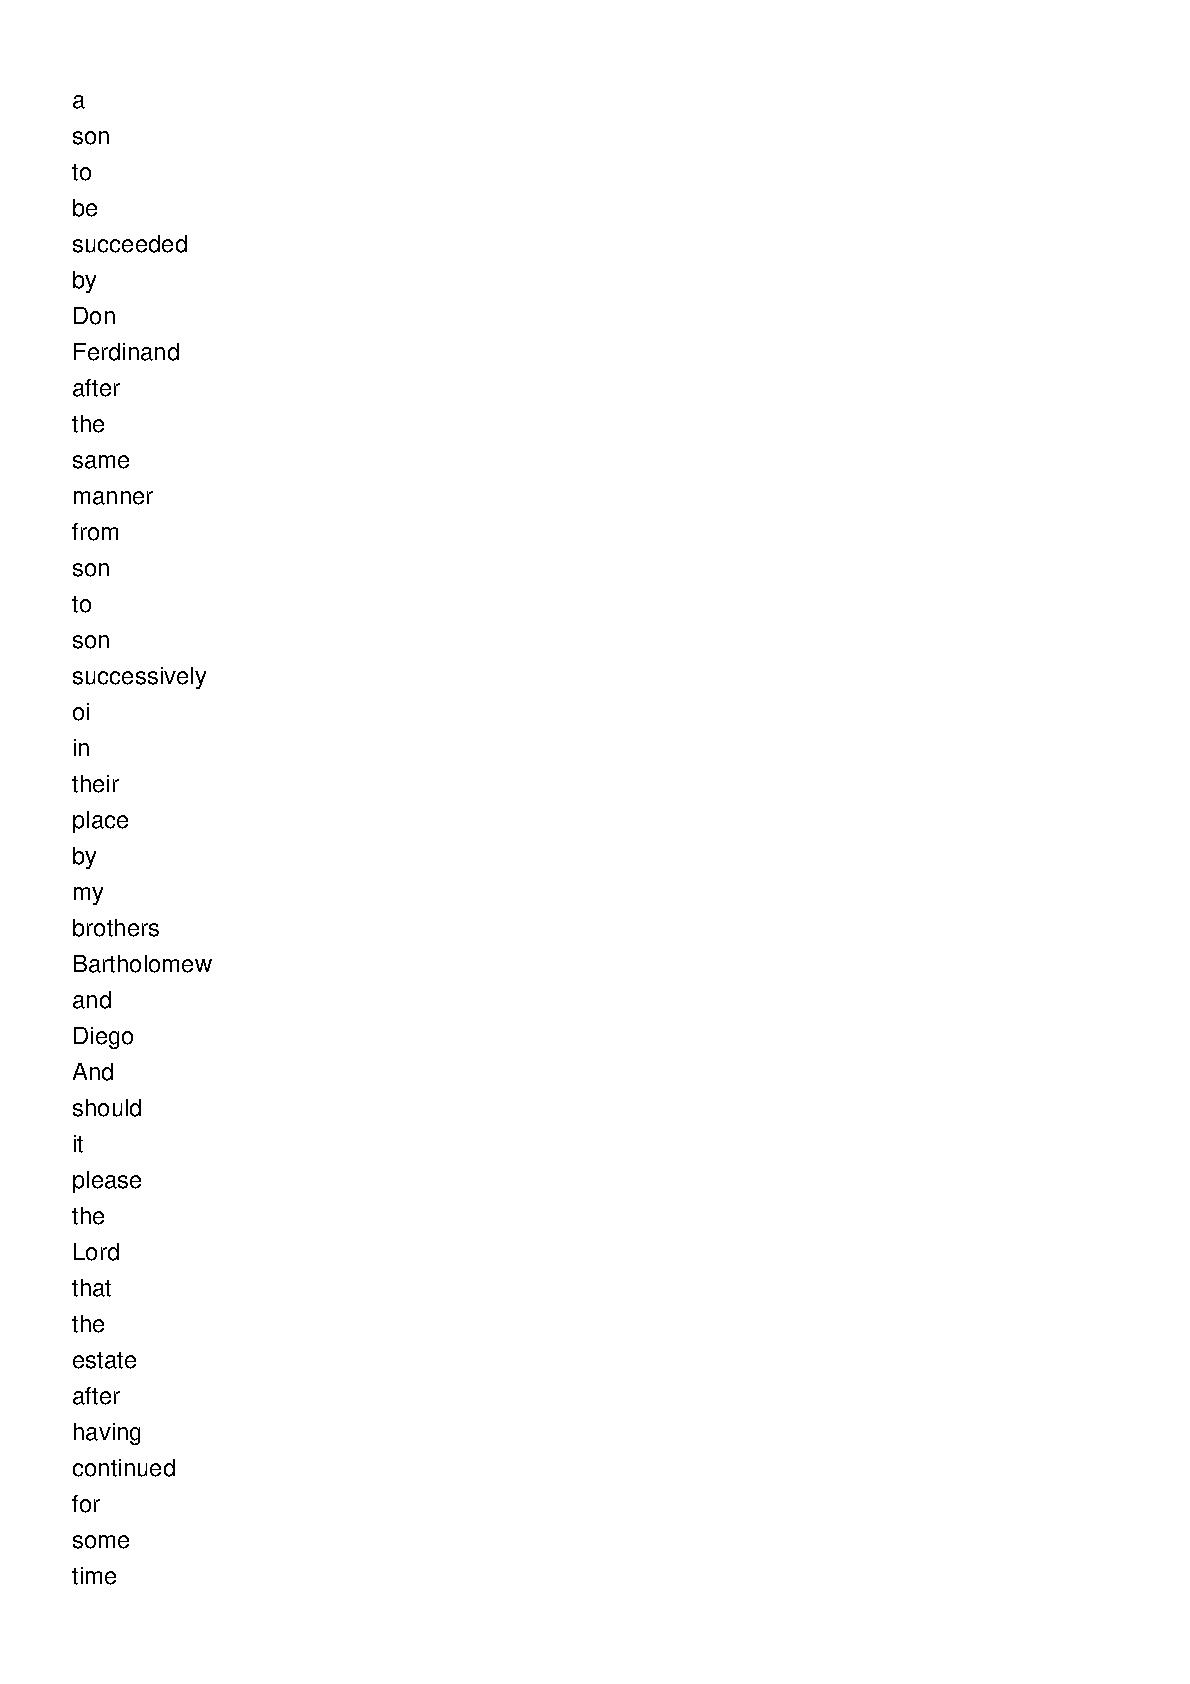 a
son
to
be
succeeded
by
Don
Ferdinand
after
the
same
manner
from
son
to
son
successively
oi
in
their
place
by
my
brothers
Bartholomew
and
Diego
And
should
it
please
the
Lord
that
the
estate
after
having
continued
for
some
time